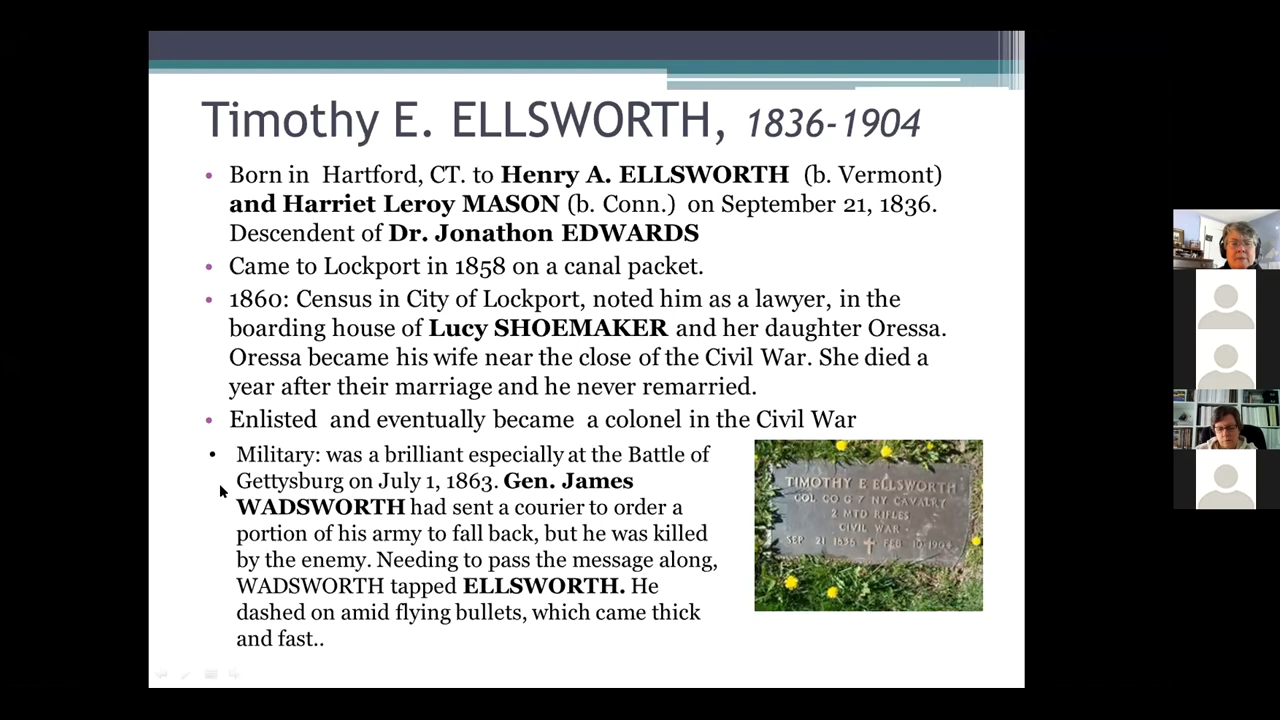 Timothy E. ELLSWORTH, 1836-1904
• Born in Hartford, CT. to Henry A. ELLSWORTH (b. Vermont)
and Harriet Leroy MASON (b. Conn.) on September 21, 1836.
Descendent of Dr. Jonathon EDWARDS
• Came to Lockport in 1858 on a canal packet.
• 1860: Census in City of Lockport, noted him as a lawyer, in the
boarding house of Lucy SHOEMAKER and her daughter Oressa.
Oressa became his wife near the close of the Civil War. She died a
year after their marriage and he never remarried.
• Enlisted and eventually became a colonel in the Civil War
• Military: was a brilliant especially at the Battle of
Gettysburg on July 1, 1863. Gen. James
WADSWORTH had sent a courier to order a
portion of his army to fall back, but he was killed
by the enemy. Needing to pass the message along,
WADSWORTH tapped ELLSWORTH. He
dashed on amid flying bullets, which came thick
and fast..
TIMOTHY E ELLSWORTH
COL CO G 7 NY CAVALRY
2 MTD RIFLES
CIVIL WAR
SEP 21 1836 ✝ FEB 10 1904